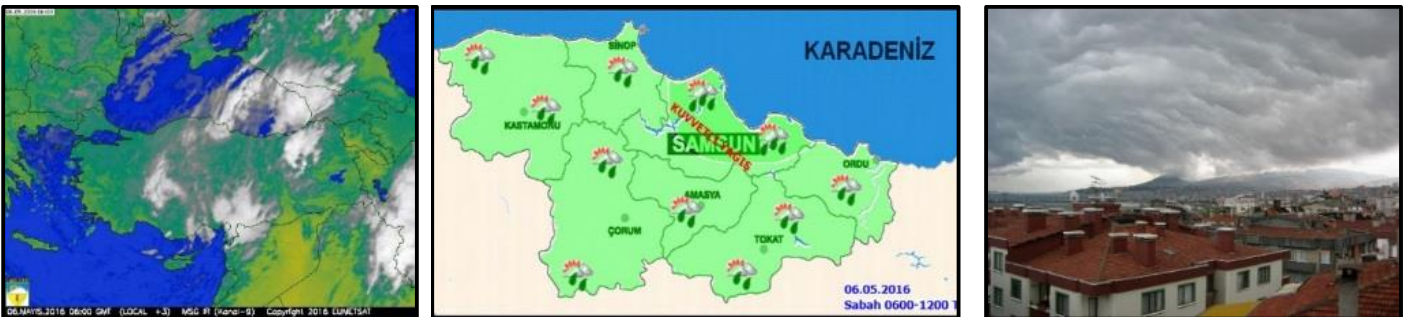 06.MAYIS.2016 06:00 GMT (LOCAL +3) MSG IR (Kanal-9) Copyright 2016 EUMETSAT
KARADENİZ
SİNOP
KASTAMONU
KUVVETLİ YAĞIŞ
SAMSUN
ORDU
AMASYA
ÇORUM
TOKAT
06.05.2016
Sabah 0600-1200 T